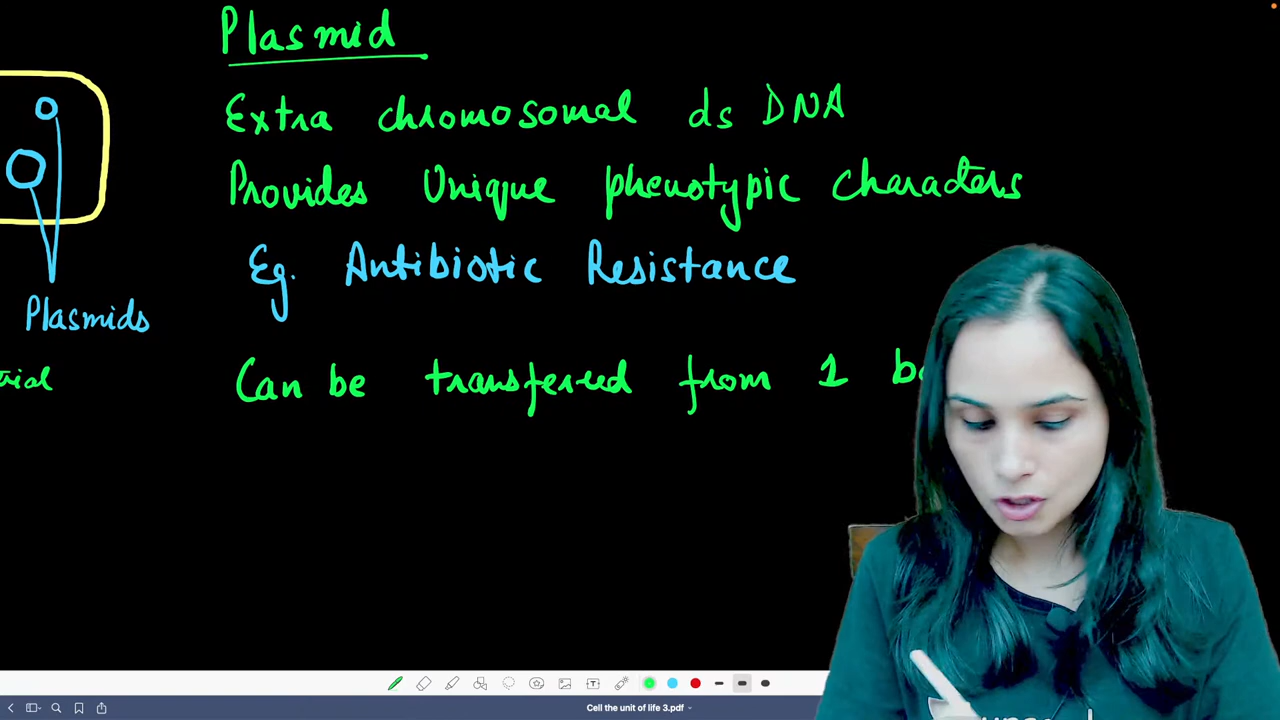 Plasmid
Extra chromosomal ds DNA
Provides Unique phenotypic characters
Eg. Antibiotic Resistance
Plasmids
Can be transferred from 1
Cell the unit of life 3.pdf